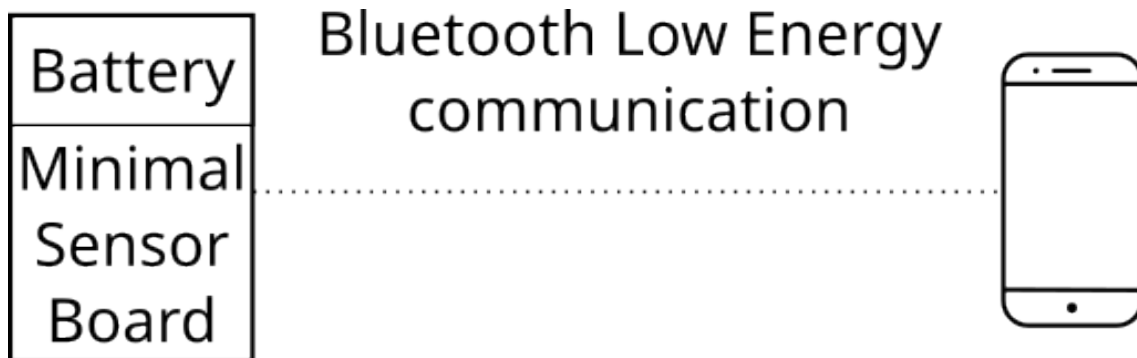 Battery
Minimal
Sensor
Board
Bluetooth Low Energy
communication